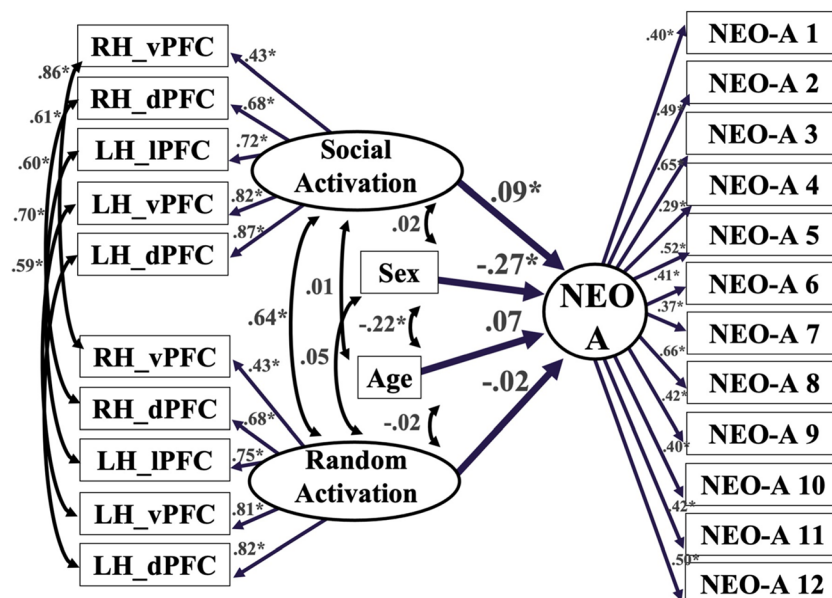 RH_vPFC
RH_dPFC
LH_lPFC
LH_vPFC
LH_dPFC
.86*
.61*
.60*
.70*
.59*
.43*
.68*
.72*
.82*
.87*
Social
Activation
.09*
.02
Sex
-.27*
.01
.64*
-.22*
.05
.07
Age
-.02
-.02
NEO
A
RH_vPFC
RH_dPFC
LH_lPFC
LH_vPFC
LH_dPFC
.43*
.68*
.75*
.81*
.82*
Random
Activation
.40*
.49*
.65*
.29*
.52*
.41*
.37*
.66*
.42*
.40*
.42*
.50*
NEO-A 1
NEO-A 2
NEO-A 3
NEO-A 4
NEO-A 5
NEO-A 6
NEO-A 7
NEO-A 8
NEO-A 9
NEO-A 10
NEO-A 11
NEO-A 12